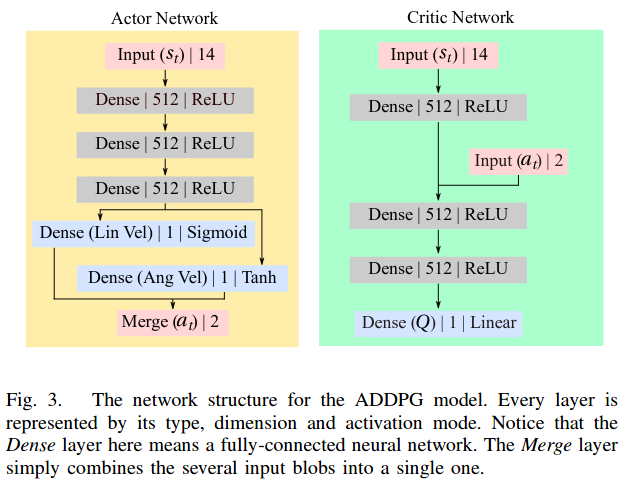 Actor Network
Input (st) | 14
Dense | 512 | ReLU
Dense | 512 | ReLU
Dense | 512 | ReLU
Dense (Lin Vel) | 1 | Sigmoid
Dense (Ang Vel) | 1 | Tanh
Merge (at) | 2
Critic Network
Input (st) | 14
Dense | 512 | ReLU
Input (at) | 2
Dense | 512 | ReLU
Dense | 512 | ReLU
Dense (Q) | 1 | Linear
Fig. 3. The network structure for the ADDPG model. Every layer is
represented by its type, dimension and activation mode. Notice that the
Dense layer here means a fully-connected neural network. The Merge layer
simply combines the several input blobs into a single one.